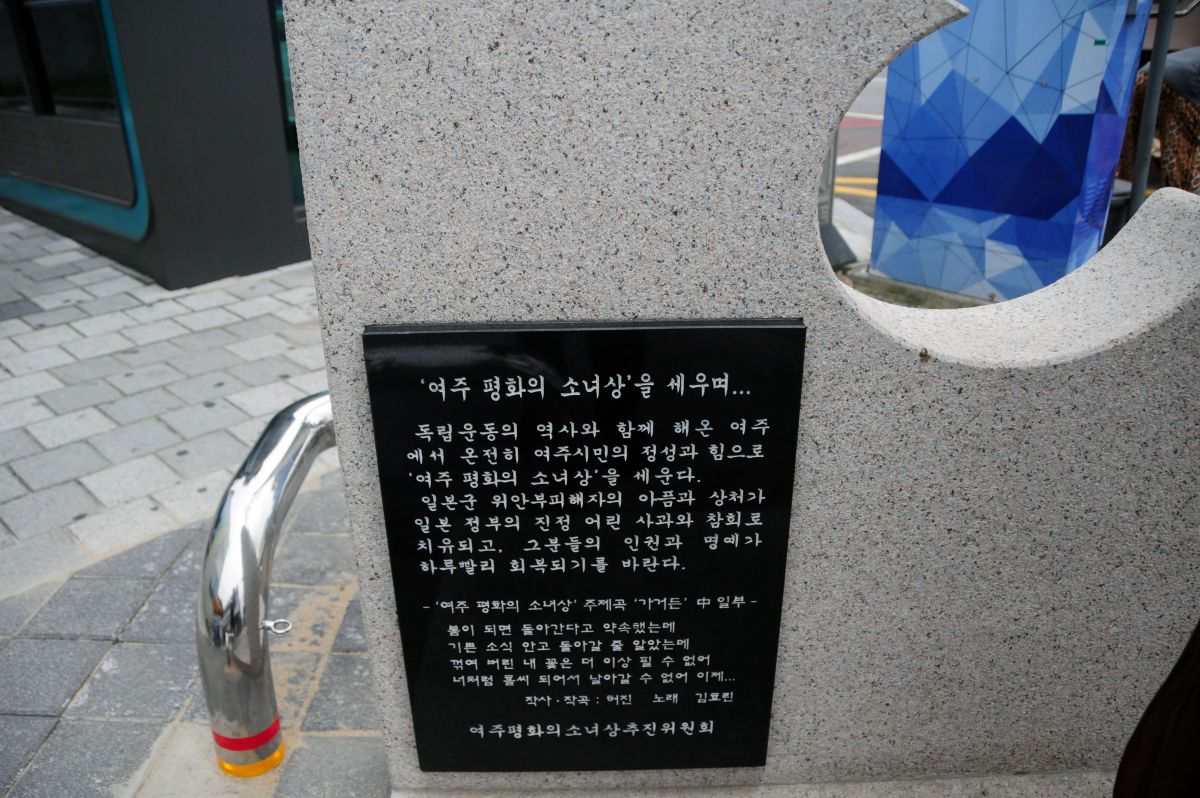 '여주 평화의 소녀상'을 세우며...
독립운동의 역사와 함께 해온 여주
에서 온전히 여주시민의 정성과 힘으로
'여주 평화의 소녀상'을 세운다.
일본군 위안부피해자의 아픔과 상처가
일본 정부의 진정 어린 사과와 참회로
치유되고, 그분들의 인권과 명예가
하루빨리 회복되기를 바란다.
- '여주 평화의 소녀상' 주제곡 '가거든' 中 일부 -
봄이 되면 돌아간다고 약속했는데
기쁜 소식 안고 돌아갈 줄 알았는데
꺾여 버린 내 꽃은 더 이상 필 수 없어
너처럼 홀씨 되어서 날아갈 수 없어 이제...
작사·작곡 : 허진 노래 김효린
여주평화의소녀상추진위원회